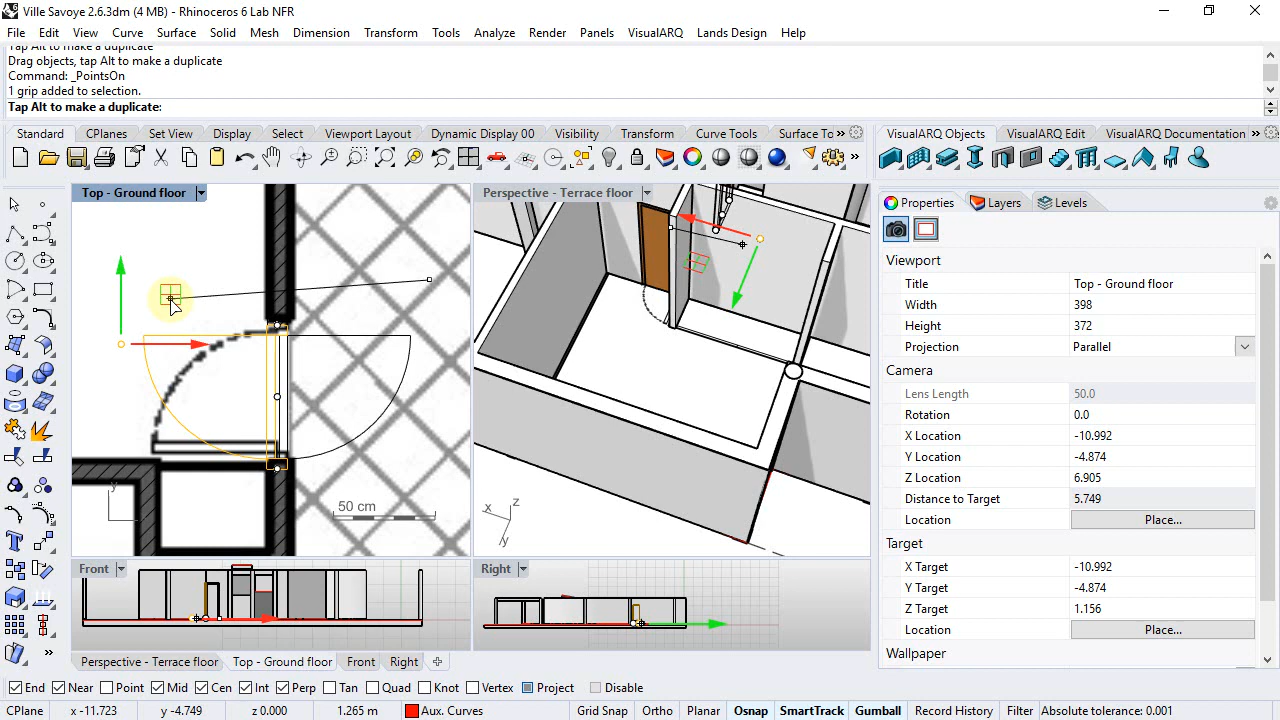 Ville Savoye 2.6.3dm (4 MB) - Rhinoceros 6 Lab NFR
File Edit View Curve Surface Solid Mesh Dimension Transform Tools Analyze Render Panels VisualARQ Lands Design Help
Tap Alt to make a duplicate
Drag objects, tap Alt to make a duplicate
Command: _PointsOn
1 grip added to selection.
Tap Alt to make a duplicate:
Standard CPlanes Set View Display Select Viewport Layout Dynamic Display 00 Visibility Transform Curve Tools Surface To » VisualARQ Objects VisualARQ Edit VisualARQ Documentation »
Top - Ground floor
Perspective - Terrace floor
Properties Layers Levels
Viewport
Title Top - Ground floor
Width 398
Height 372
Projection Parallel
Camera
Lens Length 50.0
Rotation 0.0
X Location -10.992
Y Location -4.874
Z Location 6.905
Distance to Target 5.749
Location Place...
Target
X Target -10.992
Y Target -4.874
Z Target 1.156
Location Place...
Wallpaper
50 cm
y
x
z
y
Front
Right
Perspective - Terrace floor Top - Ground floor Front Right
End Near Point Mid Cen Int Perp Tan Quad Knot Vertex Project Disable
CPlane x -11.723 y -4.749 z 0.000 1.265 m Aux. Curves Grid Snap Ortho Planar Osnap SmartTrack Gumball Record History Filter Absolute tolerance: 0.001